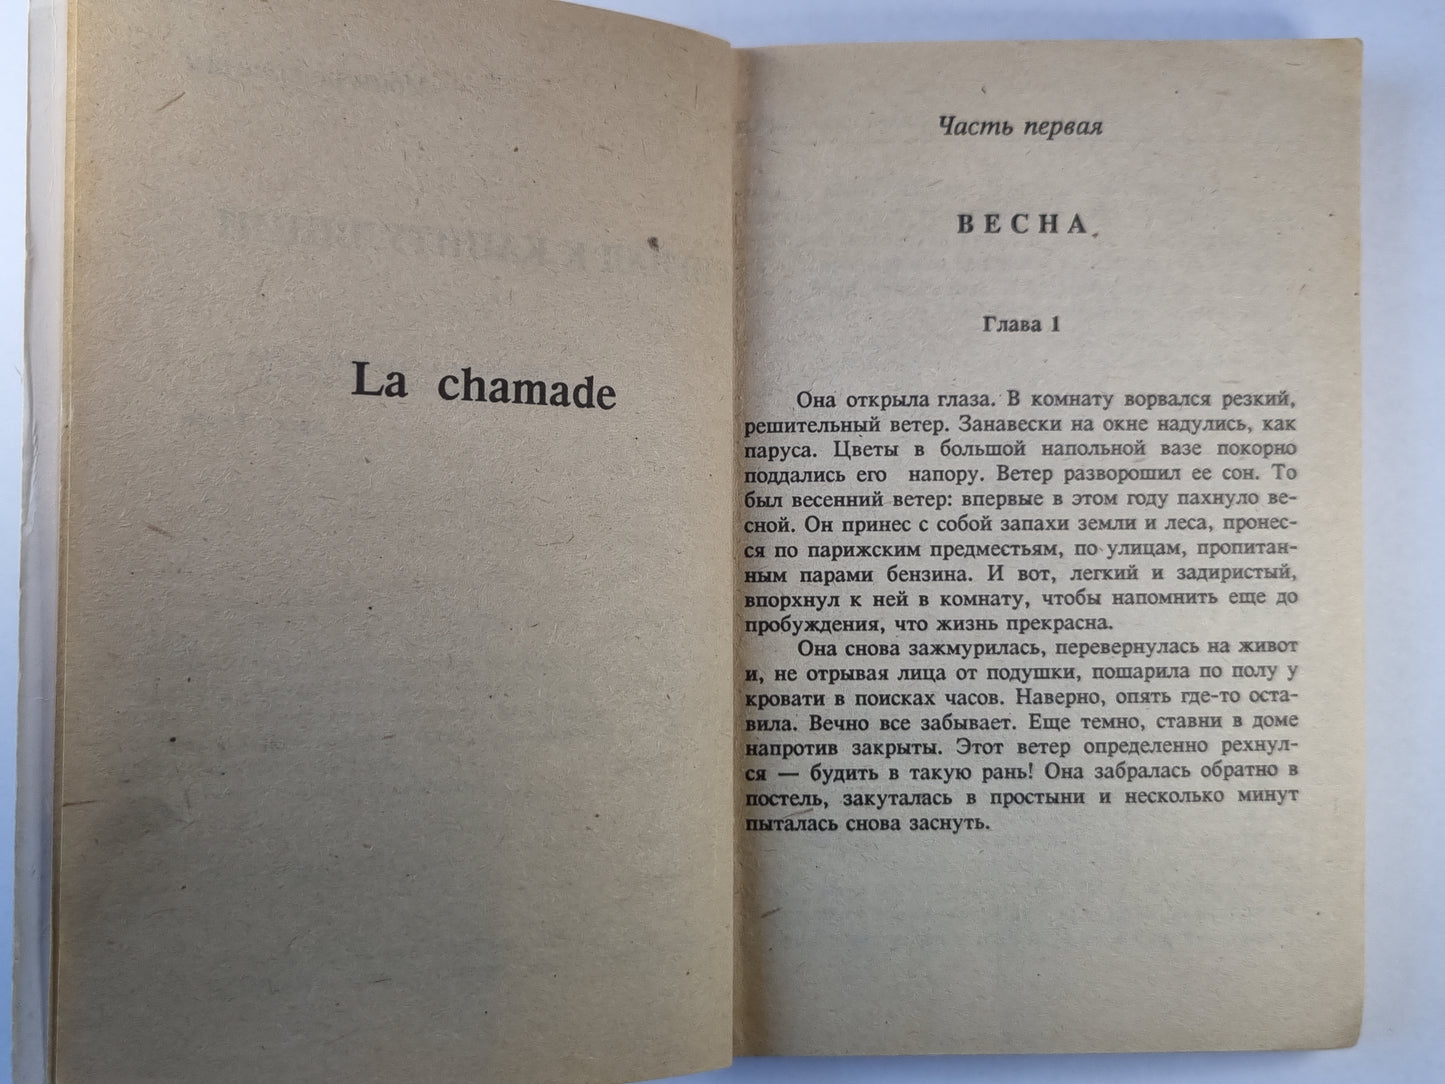 La chamade
Часть первая
ВЕСНА
Глава 1
Она открыла глаза. В комнату ворвался резкий,
решительный ветер. Занавески на окне надулись, как
паруса. Цветы в большой напольной вазе покорно
поддались его напору. Ветер разворошил ее сон. То
был весенний ветер: впервые в этом году пахнуло ве-
сной. Он принес с собой запахи земли и леса, пронес-
ся по парижским предместьям, по улицам, пропитан-
ным парами бензина. И вот, легкий и задиристый,
впорхнул к ней в комнату, чтобы напомнить еще до
пробуждения, что жизнь прекрасна.
Она снова зажмурилась, перевернулась на живот
и, не отрывая лица от подушки, пошарила по полу у
кровати в поисках часов. Наверно, опять где-то оста-
вила. Вечно все забывает. Еще темно, ставни в доме
напротив закрыты. Этот ветер определенно рехнул-
ся — будить в такую рань! Она забралась обратно в
постель, закуталась в простыни и несколько минут
пыталась снова заснуть.